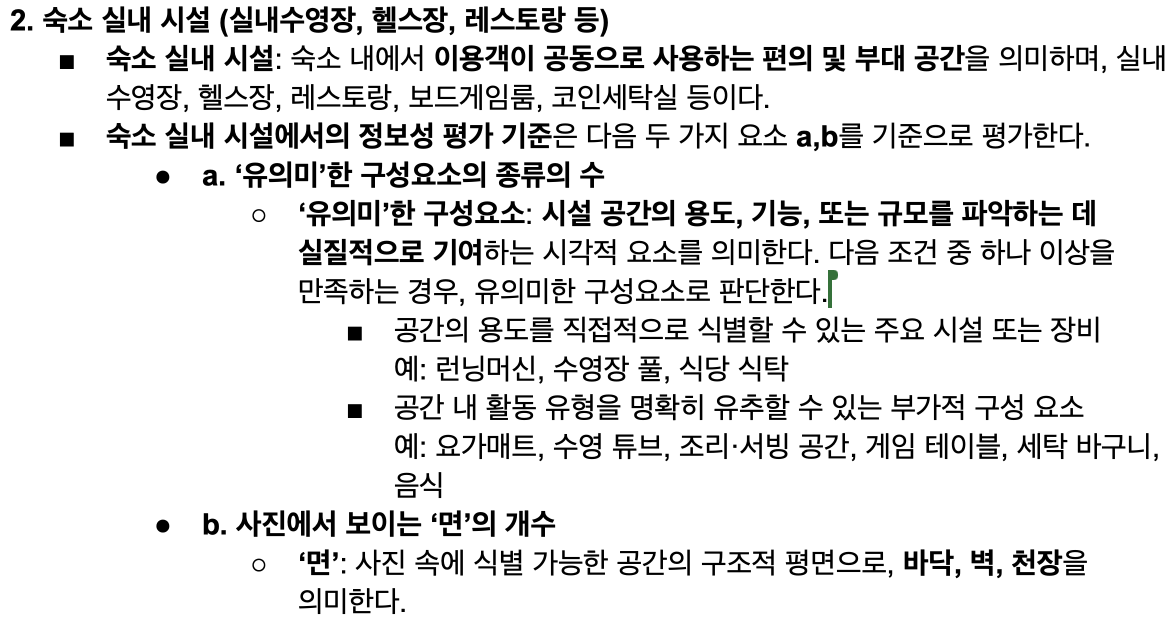 2. 숙소 실내 시설 (실내수영장, 헬스장, 레스토랑 등)
■ 숙소 실내 시설: 숙소 내에서 이용객이 공동으로 사용하는 편의 및 부대 공간을 의미하며, 실내
수영장, 헬스장, 레스토랑, 보드게임룸, 코인세탁실 등이다.
■ 숙소 실내 시설에서의 정보성 평가 기준은 다음 두 가지 요소 a,b를 기준으로 평가한다.
● a. ‘유의미’한 구성요소의 종류의 수
○ ‘유의미’한 구성요소: 시설 공간의 용도, 기능, 또는 규모를 파악하는 데
실질적으로 기여하는 시각적 요소를 의미한다. 다음 조건 중 하나 이상을
만족하는 경우, 유의미한 구성요소로 판단한다.
■ 공간의 용도를 직접적으로 식별할 수 있는 주요 시설 또는 장비
예: 런닝머신, 수영장 풀, 식당 식탁
■ 공간 내 활동 유형을 명확히 유추할 수 있는 부가적 구성 요소
예: 요가매트, 수영 튜브, 조리·서빙 공간, 게임 테이블, 세탁 바구니,
음식
● b. 사진에서 보이는 ‘면’의 개수
○ ‘면’: 사진 속에 식별 가능한 공간의 구조적 평면으로, 바닥, 벽, 천장을
의미한다.